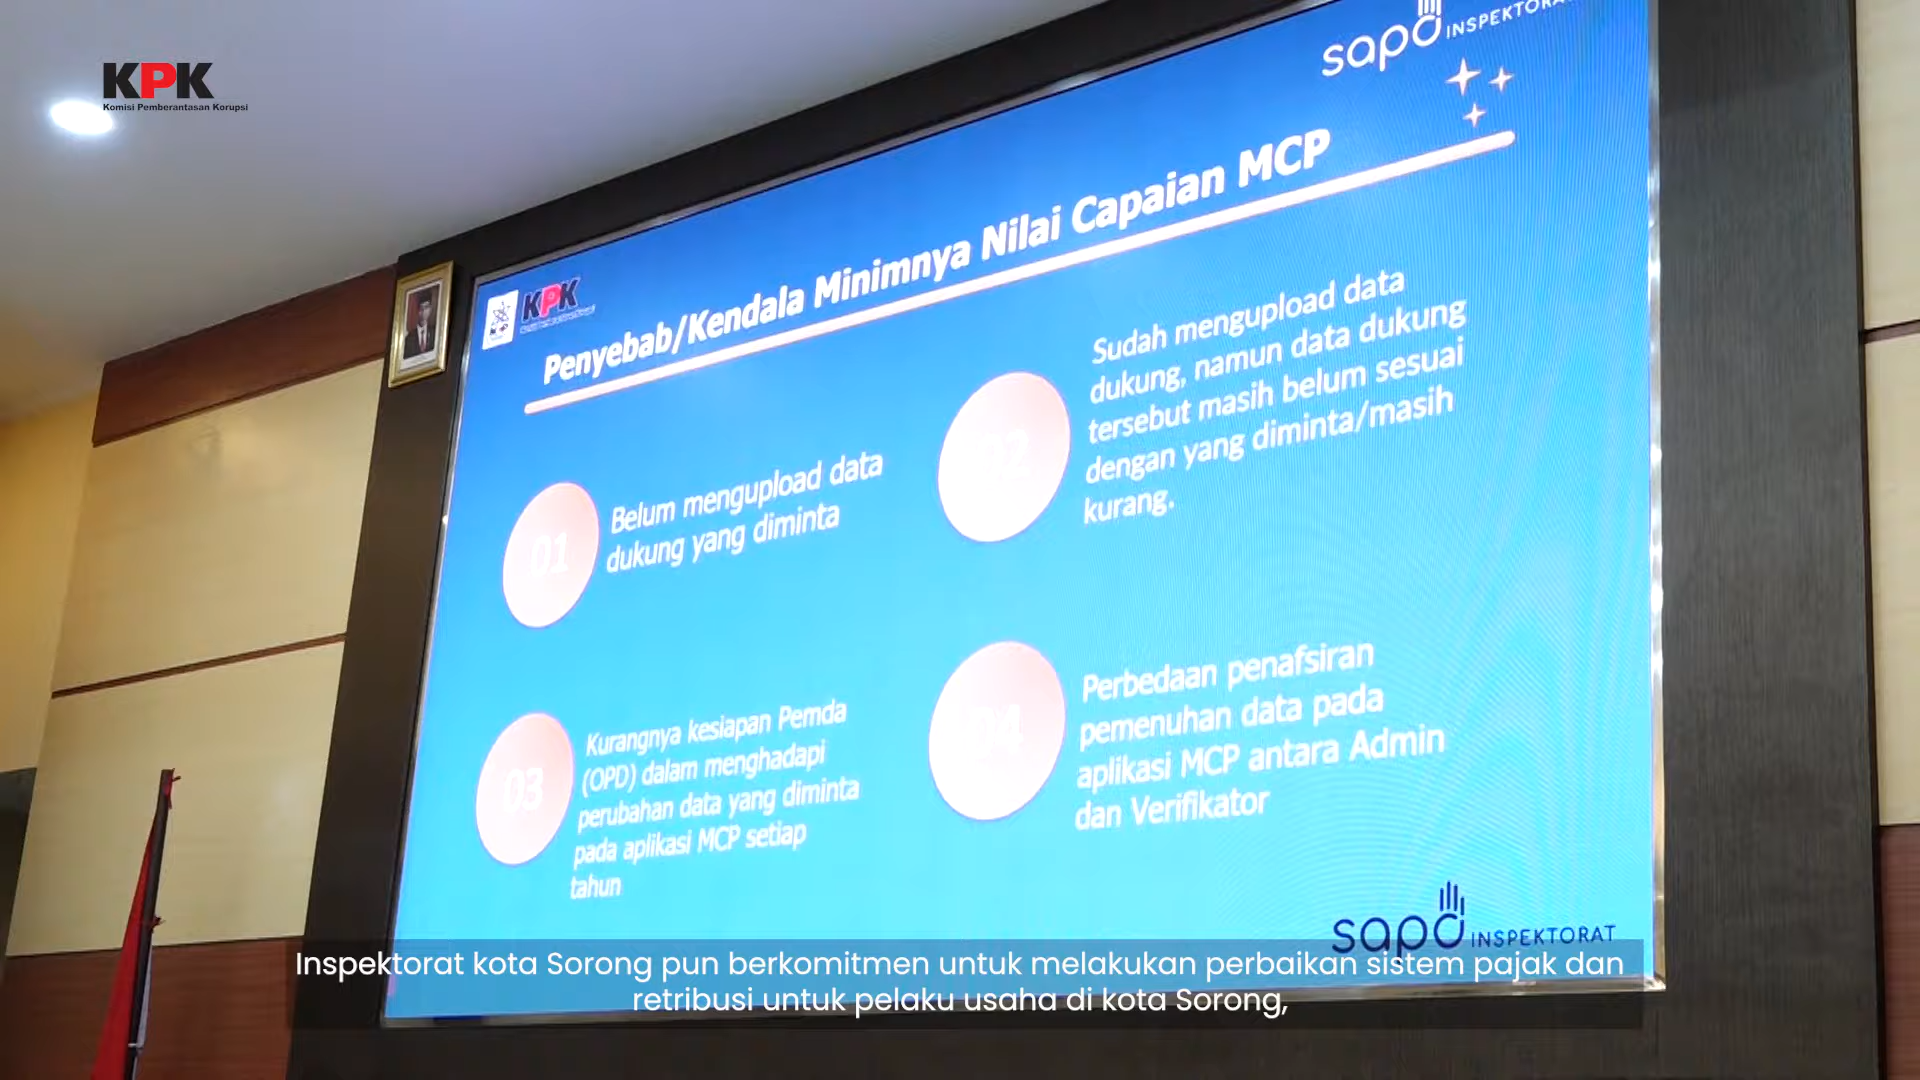 KPK
Komisi Pemberantasan Korupsi
sapa INSPEKTORAT
KPK
Penyebab/Kendala Minimnya Nilai Capaian MCP
01
Belum mengupload data
dukung yang diminta
02
Sudah mengupload data
dukung, namun data dukung
tersebut masih belum sesuai
dengan yang diminta/masih
kurang.
03
Kurangnya kesiapan Pemda
(OPD) dalam menghadapi
perubahan data yang diminta
pada aplikasi MCP setiap
tahun
04
Perbedaan penafsiran
pemenuhan data pada
aplikasi MCP antara Admin
dan Verifikator
sapa INSPEKTORAT
Inspektorat kota Sorong pun berkomitmen untuk melakukan perbaikan sistem pajak dan
retribusi untuk pelaku usaha di kota Sorong,